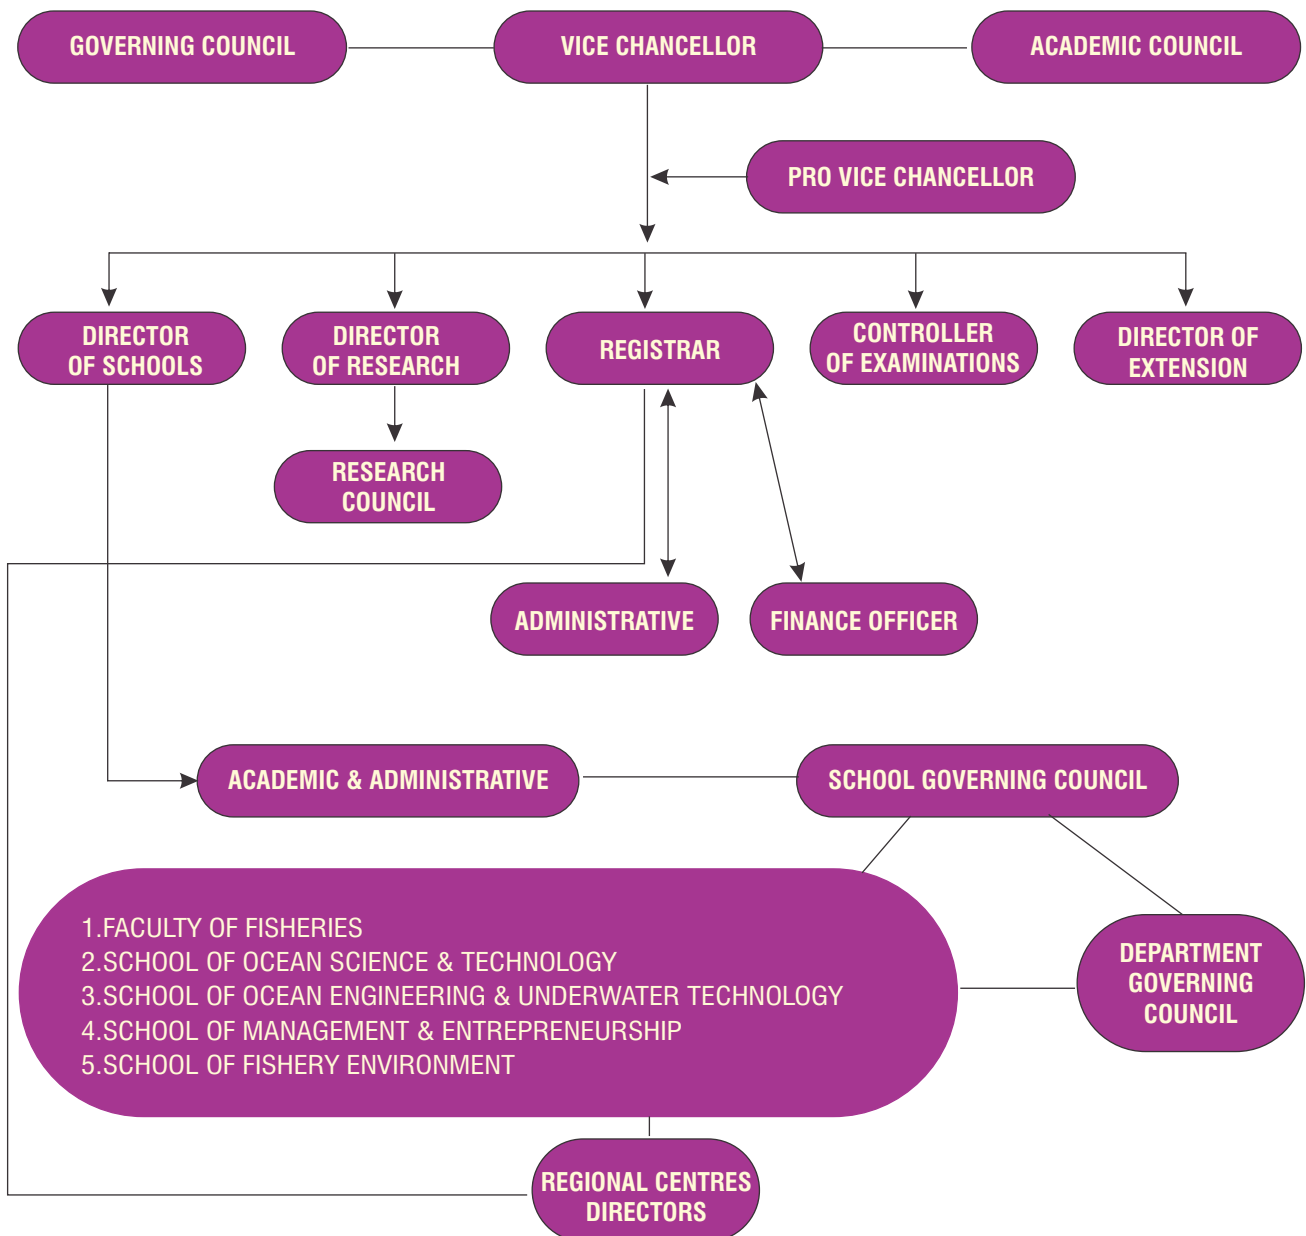 GOVERNING COUNCIL
VICE CHANCELLOR
ACADEMIC COUNCIL
PRO VICE CHANCELLOR
DIRECTOR
OF SCHOOLS
DIRECTOR
OF RESEARCH
REGISTRAR
CONTROLLER
OF EXAMINATIONS
DIRECTOR OF
EXTENSION
RESEARCH
COUNCIL
ADMINISTRATIVE
FINANCE OFFICER
ACADEMIC & ADMINISTRATIVE
SCHOOL GOVERNING COUNCIL
1.FACULTY OF FISHERIES
2.SCHOOL OF OCEAN SCIENCE & TECHNOLOGY
3.SCHOOL OF OCEAN ENGINEERING & UNDERWATER TECHNOLOGY
4.SCHOOL OF MANAGEMENT & ENTREPRENEURSHIP
5.SCHOOL OF FISHERY ENVIRONMENT
DEPARTMENT
GOVERNING
COUNCIL
REGIONAL CENTRES
DIRECTORS